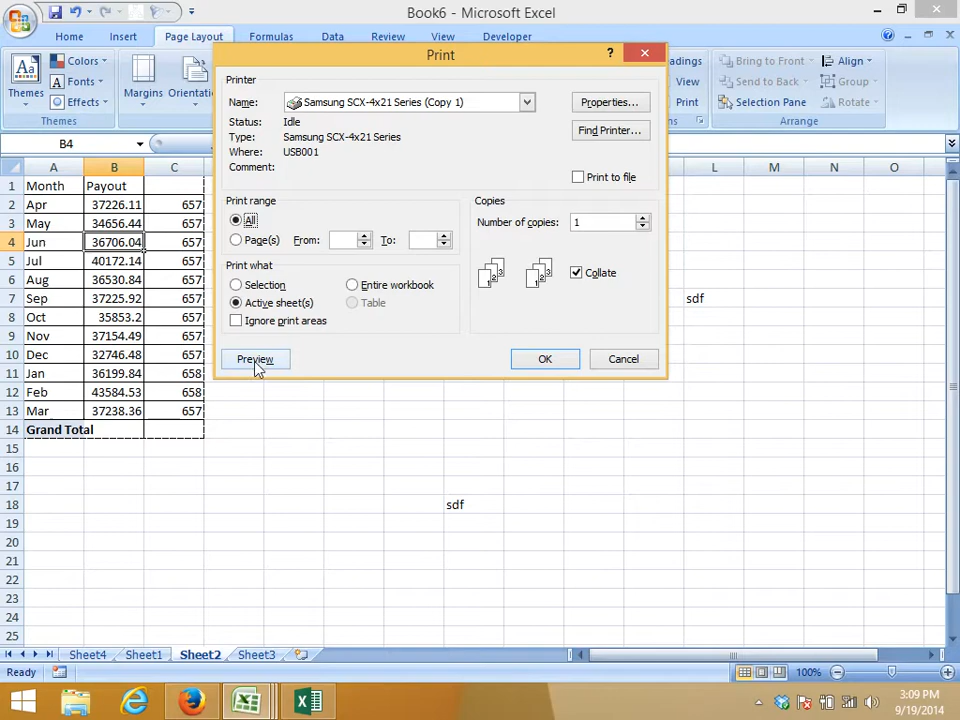 Book6 - Microsoft Excel
Home Insert Page Layout Formulas Data Review View Developer
Themes
Colors
Fonts
Themes
Margins
Bring to Front
Send to Back
Selection Pane
Align
Group
Rotate
Arrange
View
Print
B4
A B C L M N O
1 Month Payout
2 Apr 37226.11 657
3 May 34656.44 657
4 Jun 36706.04 657
5 Jul 40172.14 657
6 Aug 36530.84 657
7 Sep 37225.92 657 sdf
8 Oct 35853.2 657
9 Nov 37154.49 657
10 Dec 32746.48 657
11 Jan 36199.84 658
12 Feb 43584.53 658
13 Mar 37238.36 657
14 Grand Total
15
16
17
18 sdf
19
20
21
22
23
24
25
Print
?
Printer
Name: Samsung SCX-4x21 Series (Copy 1)
Properties...
Status: Idle
Type: Samsung SCX-4x21 Series
Find Printer...
Where: USB001
Comment:
Print to file
Print range
All
Page(s) From: To:
Copies
Number of copies: 1
Collate
Print what
Selection Entire workbook
Active sheet(s) Table
Ignore print areas
Preview OK Cancel
Sheet4 Sheet1 Sheet2 Sheet3
Ready 100%
3:09 PM
9/19/2014